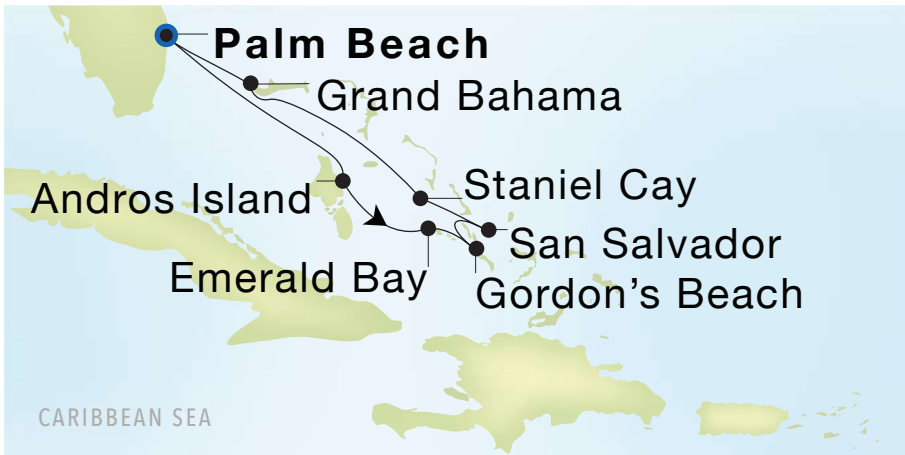 Palm Beach
Grand Bahama
Staniel Cay
Andros Island
San Salvador
Emerald Bay
Gordon’s Beach
CARIBBEAN SEA